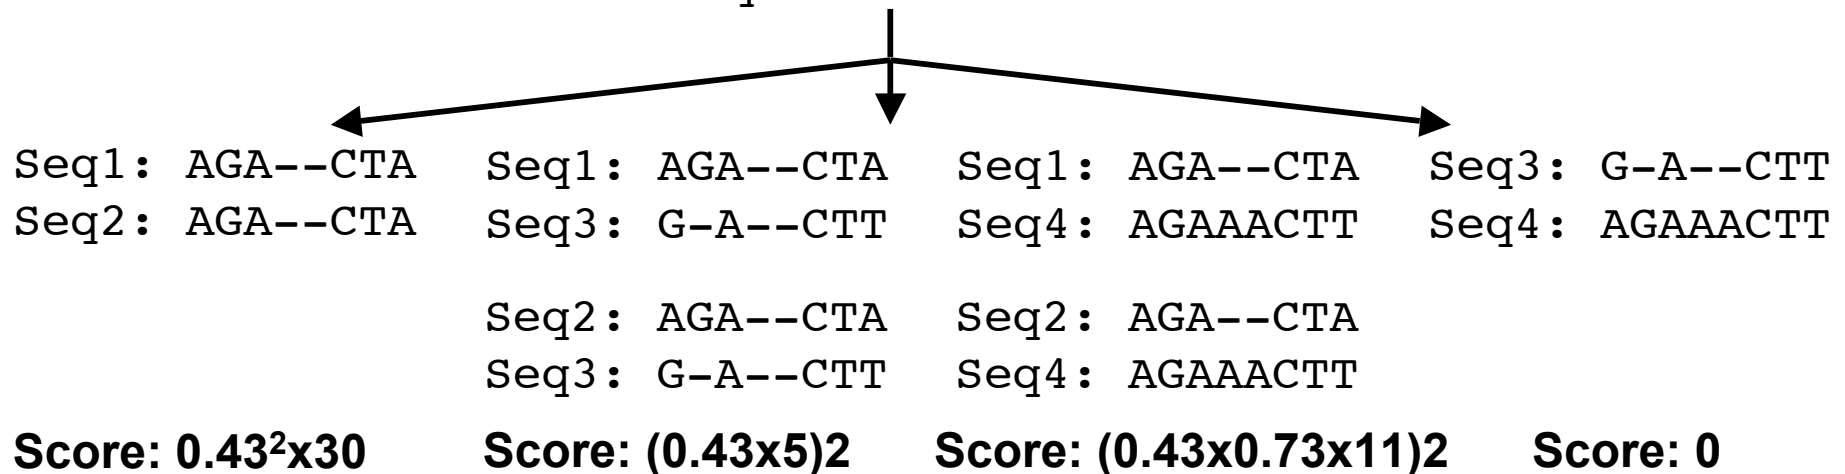 Seq1: AGA--CTA
Seq2: AGA--CTA
Seq1: AGA--CTA
Seq3: G-A--CTT
Seq2: AGA--CTA
Seq3: G-A--CTT
Seq1: AGA--CTA
Seq4: AGAAACTT
Seq2: AGA--CTA
Seq4: AGAAACTT
Seq3: G-A--CTT
Seq4: AGAAACTT
Score: 0.43²x30
Score: (0.43x5)2
Score: (0.43x0.73x11)2
Score: 0